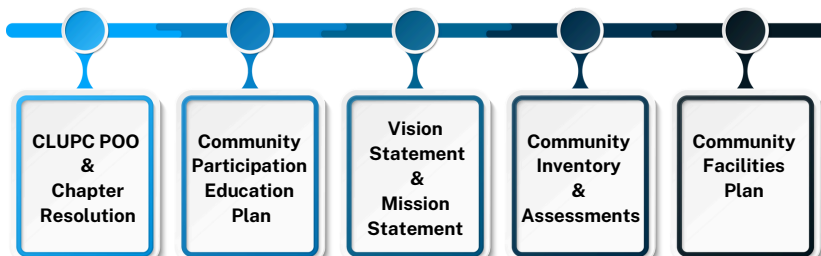 CLUPC POO
&
Chapter
Resolution
Community
Participation
Education
Plan
Vision
Statement
&
Mission
Statement
Community
Inventory
&
Assessments
Community
Facilities
Plan